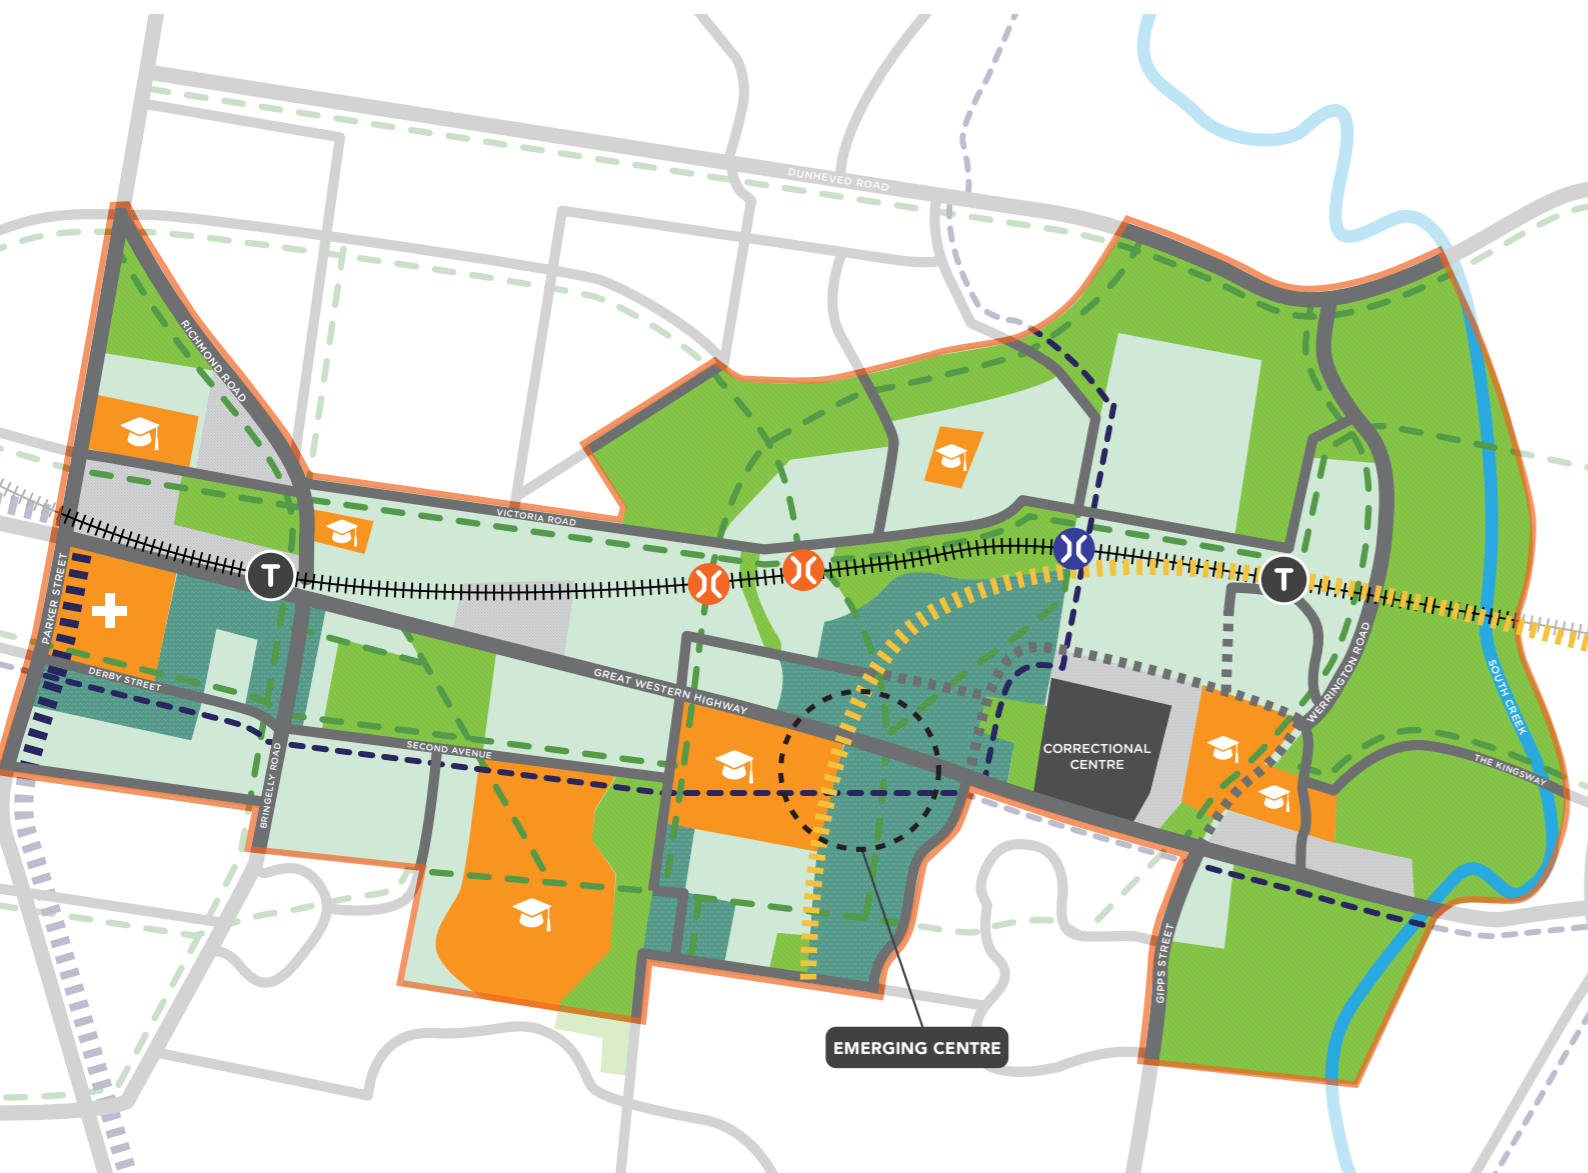 DUNHEVED ROAD
RICHMOND ROAD
VICTORIA ROAD
T
T
PARKER STREET
DERBY STREET
GREAT WESTERN HIGHWAY
SECOND AVENUE
BRINGELLY ROAD
CORRECTIONAL
CENTRE
WERRINGTON ROAD
SOUTH CREEK
THE KINGSWAY
GIPPS STREET
EMERGING CENTRE